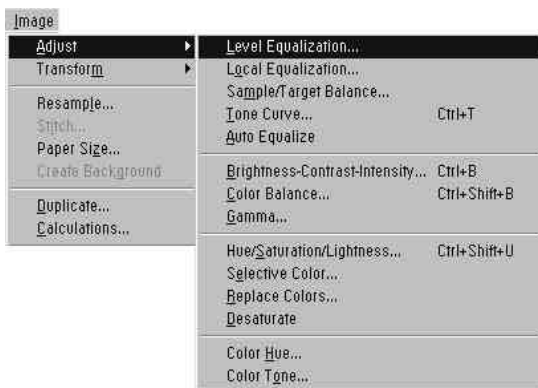 Image
Adjust
Transform
Resample...
Stitch...
Paper Size...
Create Background
Duplicate...
Calculations...
Level Equalization...
Local Equalization...
Sample/Target Balance...
Tone Curve... Ctrl+T
Auto Equalize
Brightness-Contrast-Intensity... Ctrl+B
Color Balance... Ctrl+Shift+B
Gamma...
Hue/Saturation/Lightness... Ctrl+Shift+U
Selective Color...
Replace Colors...
Desaturate
Color Hue...
Color Tone...